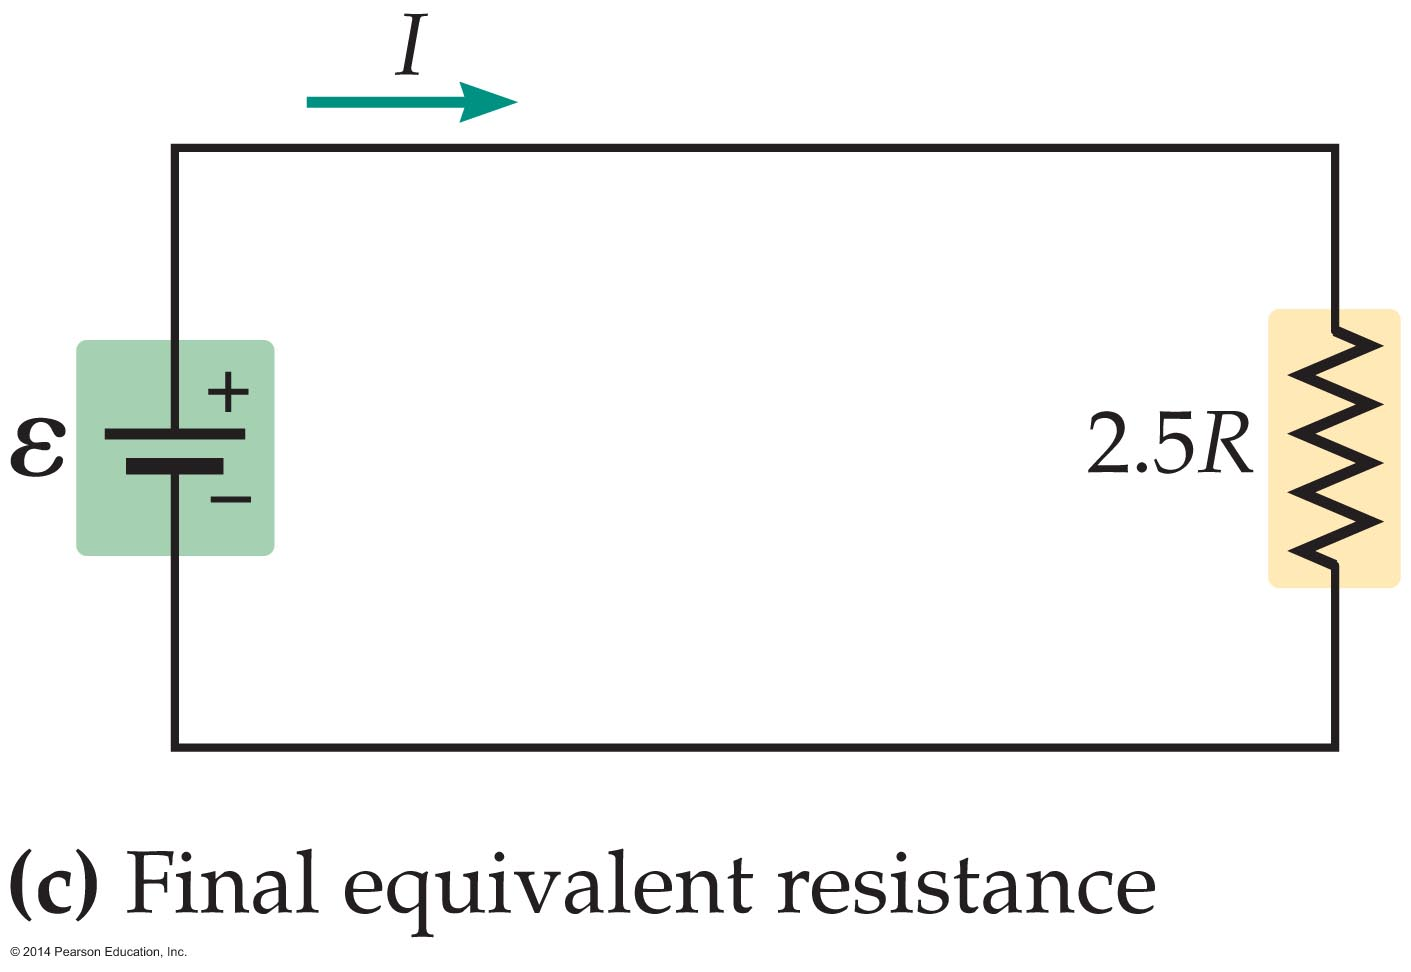 I
+
ε
−
2.5R
(c) Final equivalent resistance
© 2014 Pearson Education, Inc.